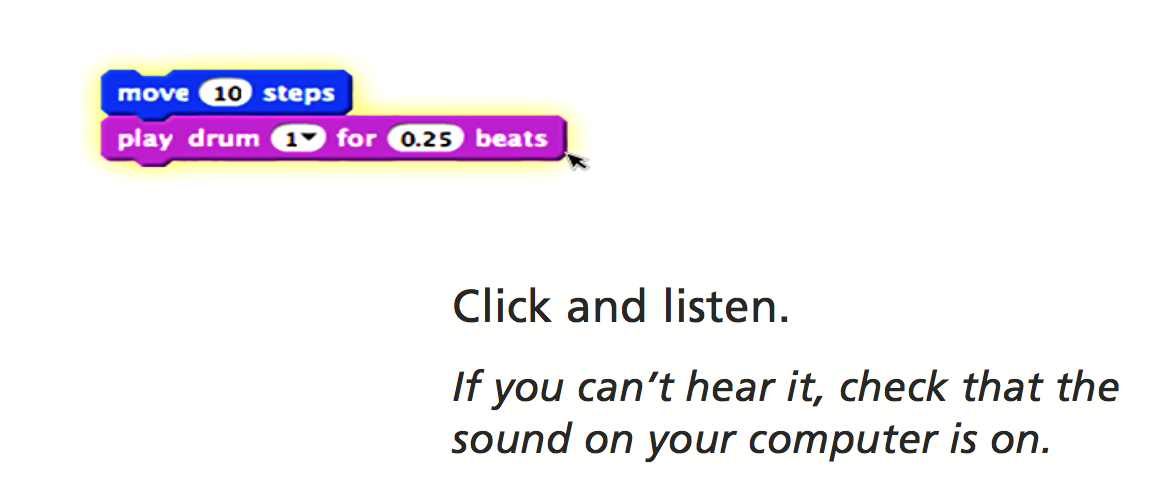 move 10 steps
play drum 1 for 0.25 beats
Click and listen.
If you can’t hear it, check that the
sound on your computer is on.